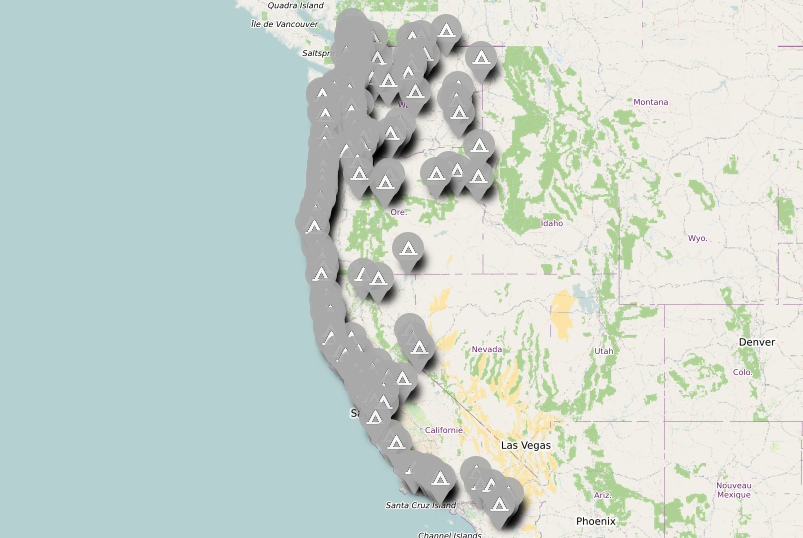 Quadra Island
Île de Vancouver
Saltspr
W
Montana
Ore.
Idaho
Wyo.
Nevada
Utah
Denver
Colo.
Sa
Californie
Las Vegas
Nouveau
Mexique
Ariz.
Santa Cruz Island
Phoenix
Channel Islands